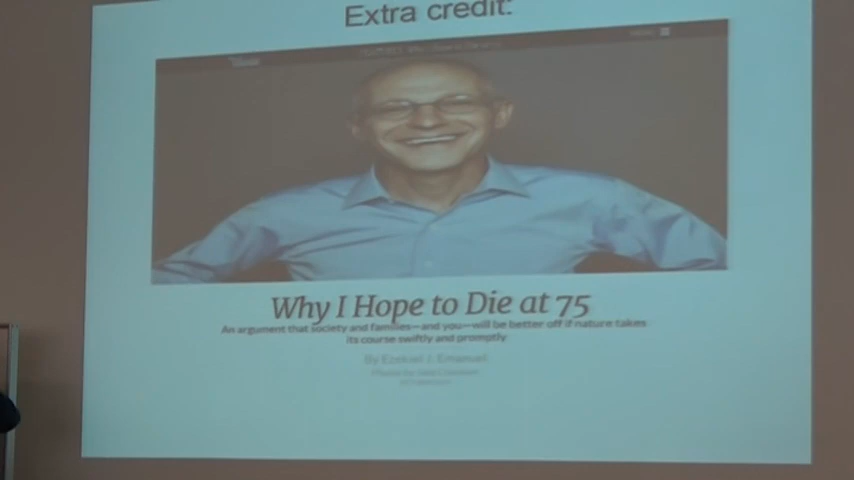 Extra credit:
Why I Hope to Die at 75
An argument that society and families—and you—will be better off if nature takes
its course swiftly and promptly
By Ezekiel J. Emanuel